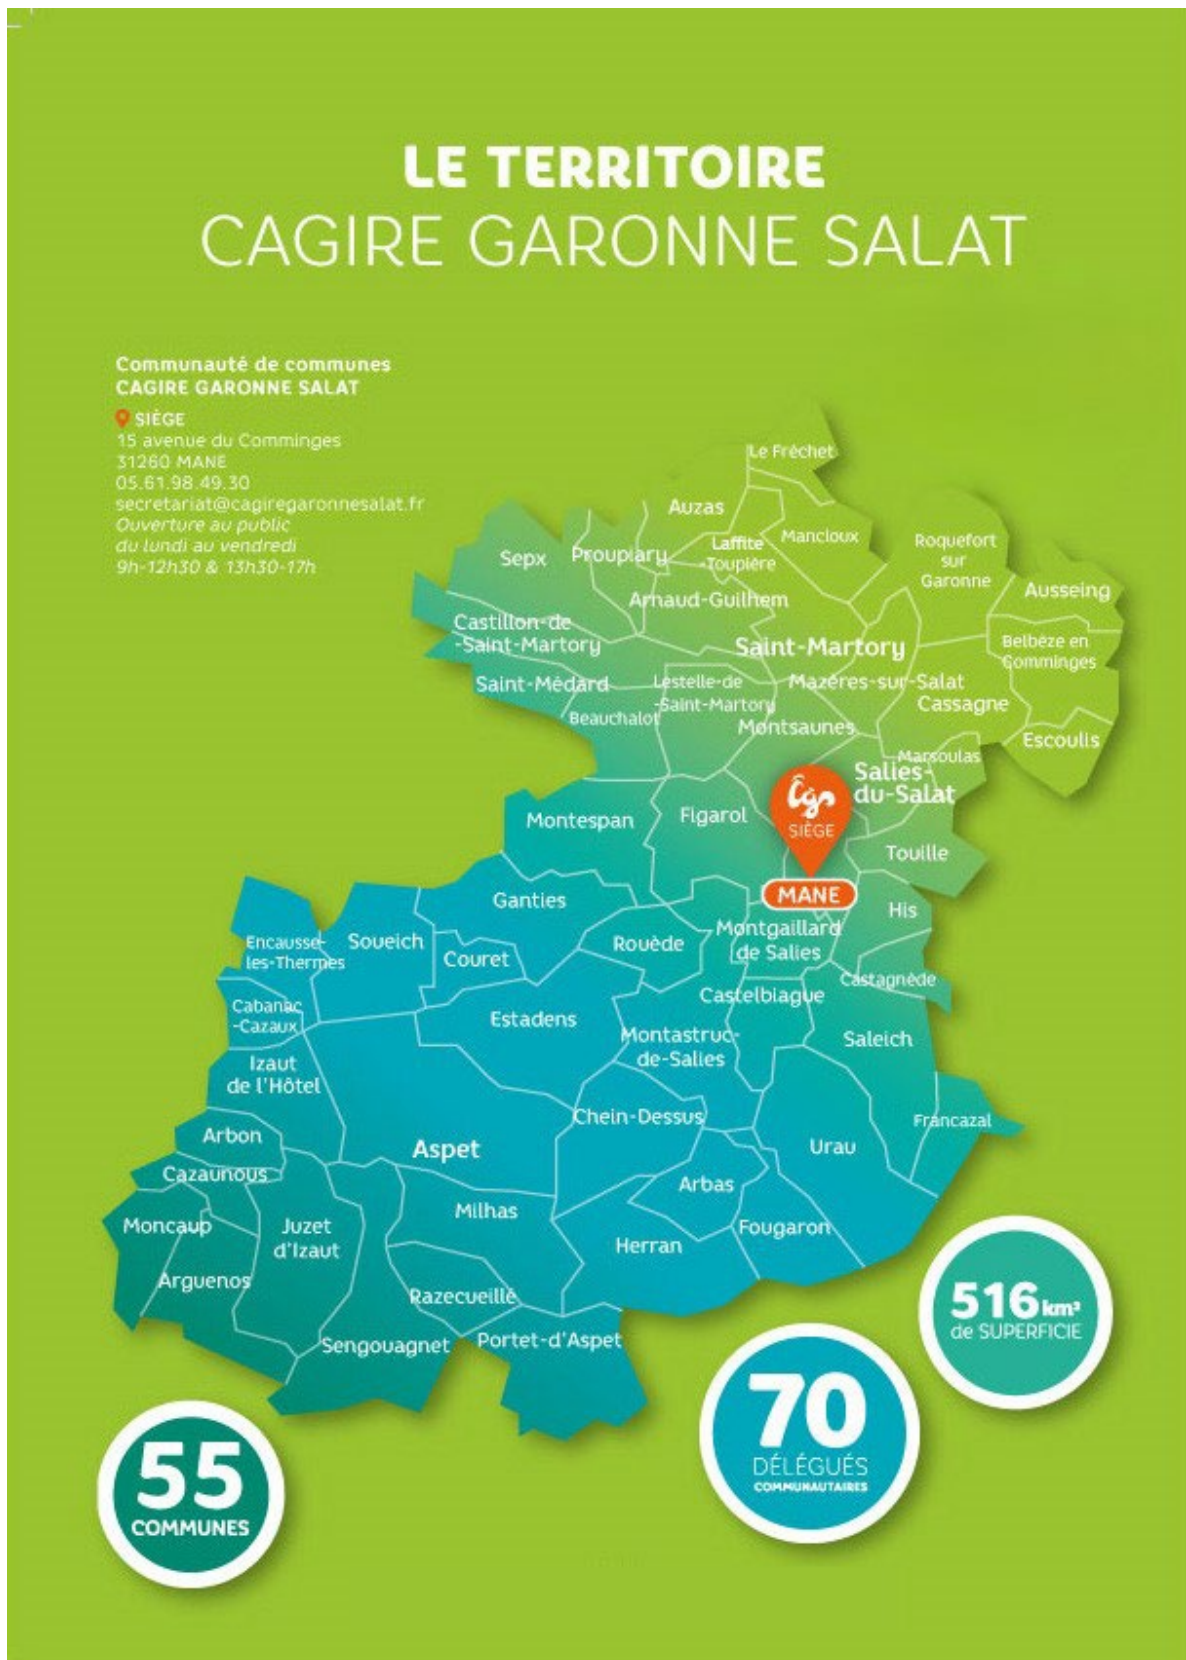 LE TERRITOIRE
CAGIRE GARONNE SALAT
Communauté de communes
CAGIRE GARONNE SALAT
SIÈGE
15 avenue du Comminges
31260 MANE
05.61.98.49.30
secretariat@cagiregaronnesalat.fr
Ouverture au public
du lundi au vendredi
9h-12h30 & 13h30-17h
Le Fréchet
Auzas
Mancioux
Laffite
-Toupière
Roquefort
sur
Garonne
Sepx
Proupiary
Ausseing
Arnaud-Guilhem
Castillon-de
-Saint-Martory
Saint-Martory
Belbèze en
Comminges
Saint-Médard
Lestelle-de
-Saint-Martory
Mazères-sur-Salat
Cassagne
Beauchalot
Montsaunes
Escoulis
Marsoulas
Salies-
du-Salat
Cgs
SIÈGE
Montespan
Figarol
Touille
MANE
Ganties
His
Montgaillard
de Salies
Encausse-
les-Thermes
Soueich
Couret
Rouède
Castagnède
Castelbiague
Cabanac
-Cazaux
Estadens
Montastruc-
de-Salies
Saleich
Izaut
de l'Hôtel
Chein-Dessus
Francazal
Arbon
Aspet
Urau
Cazaunous
Arbas
Moncaup
Juzet
d'Izaut
Milhas
Fougaron
Herran
Arguenos
Razecueillé
Sengouagnet
Portet-d'Aspet
516 km²
de SUPERFICIE
70
DÉLÉGUÉS
COMMUNAUTAIRES
55
COMMUNES